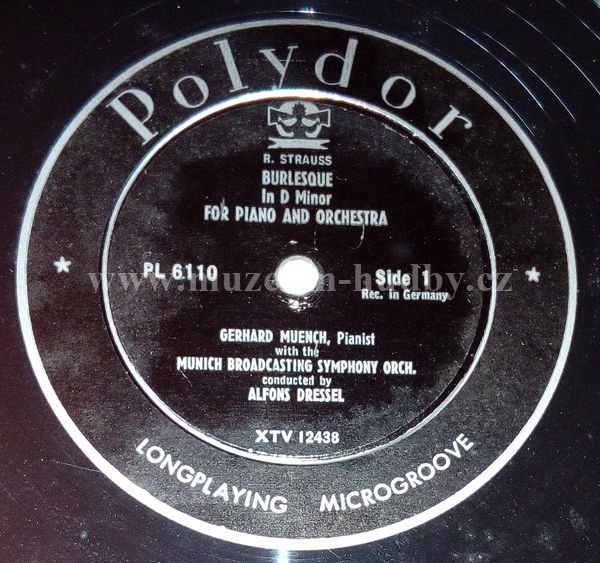 Polydor
R. STRAUSS
BURLESQUE
In D Minor
FOR PIANO AND ORCHESTRA
PL 6110
Side 1
Rec. in Germany
www.muzeum-hudby.cz
GERHARD MUENCH, Pianist
with the
MUNICH BROADCASTING SYMPHONY ORCH.
conducted by
ALFONS DRESSEL
XTV 12438
LONGPLAYING MICROGROOVE